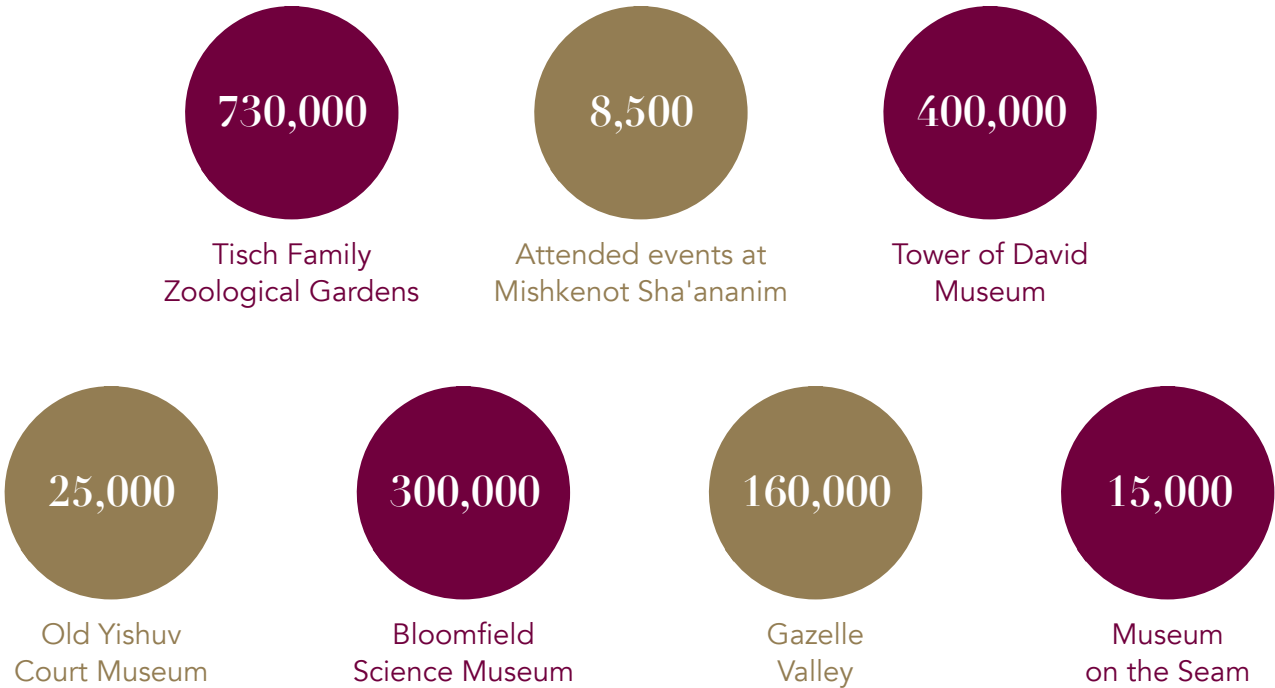 730,000
Tisch Family
Zoological Gardens
8,500
Attended events at
Mishkenot Sha'ananim
400,000
Tower of David
Museum
25,000
Old Yishuv
Court Museum
300,000
Bloomfield
Science Museum
160,000
Gazelle
Valley
15,000
Museum
on the Seam